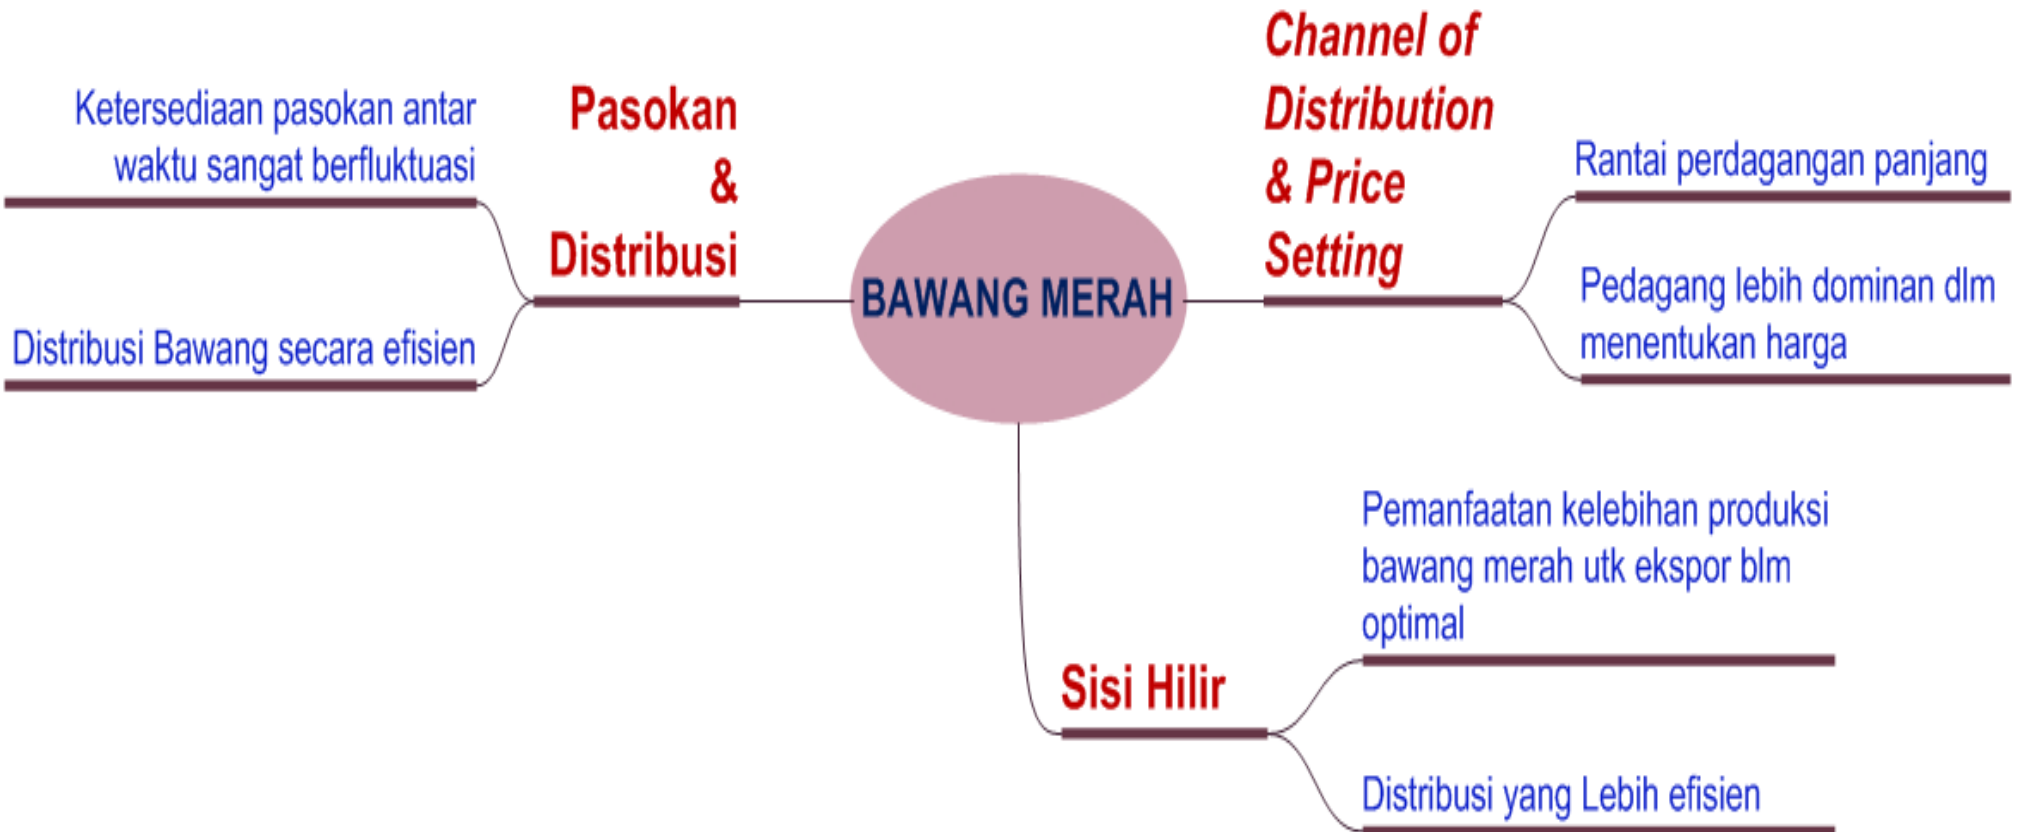 Ketersediaan pasokan antar
waktu sangat berfluktuasi
Distribusi Bawang secara efisien
Pasokan
&
Distribusi
BAWANG MERAH
Channel of
Distribution
& Price
Setting
Rantai perdagangan panjang
Pedagang lebih dominan dlm
menentukan harga
Sisi Hilir
Pemanfaatan kelebihan produksi
bawang merah utk ekspor blm
optimal
Distribusi yang Lebih efisien